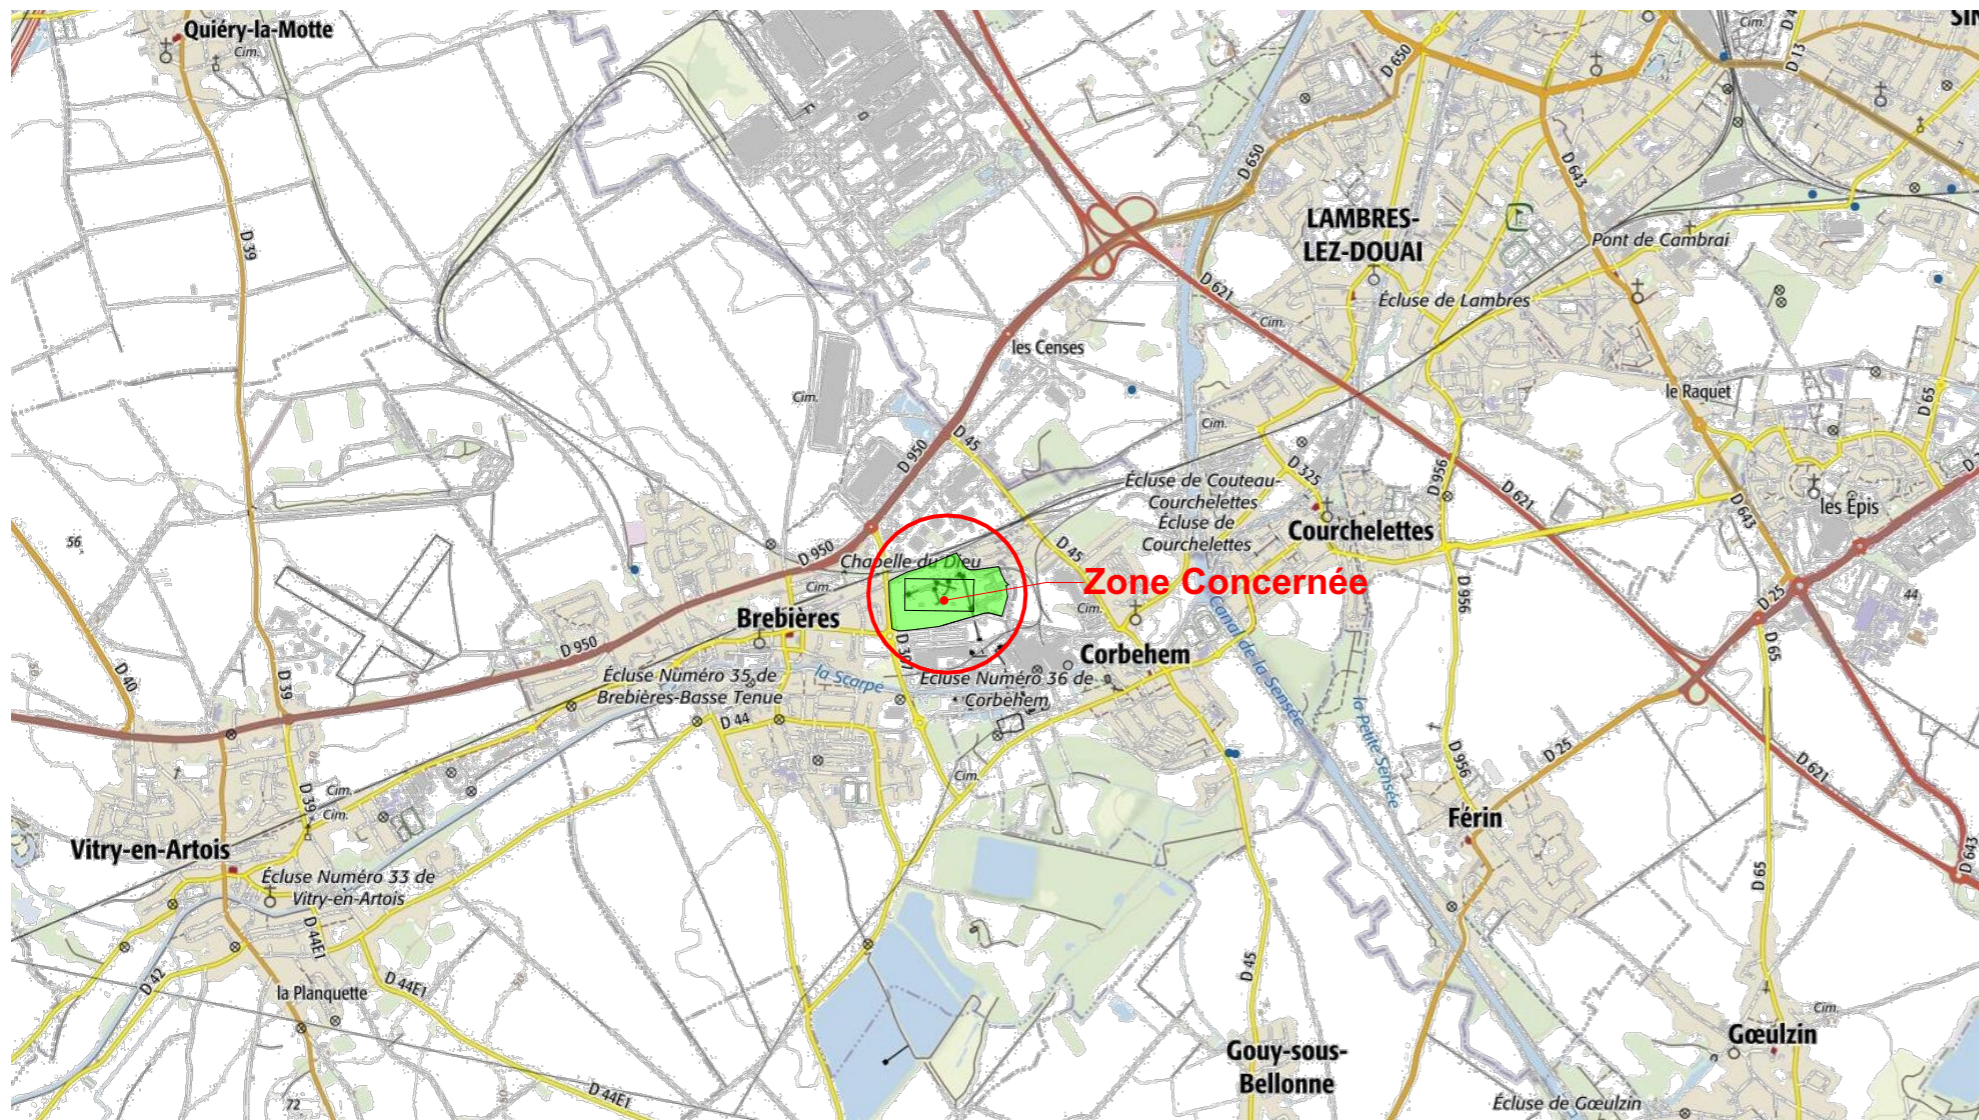 Quiéry-la-Motte
Cim.
Cim.
D 13
D 650
D 650
D 643
D 39
LAMBRES-
LEZ-DOUAI
Pont de Cambrai
Écluse de Lambres
D 621
Cim.
les Censes
Cim.
le Raquet
D 65
Cim.
D 950
D 45
D 325
D 956
Écluse de Couteau-
Courchelettes
Écluse de
Courchelettes
Courchelettes
D 621
D 643
les Épis
56
D 950
Chapelle du Dieu
D 45
Zone Concernée
Cim.
Cim.
Brebières
D 307
Corbehem
D 956
D 25
44
D 950
D 40
D 39
Écluse Numéro 35 de
Brebières-Basse Tenue
la Scarpe
Écluse Numéro 36 de
Corbehem
Canal de la Sensée
la Petite Sensée
D 65
D 44
D 25
D 956
D 621
Cim.
Cim.
Cim.
D 39
Férin
Vitry-en-Artois
Écluse Numéro 33 de
Vitry-en-Artois
D 643
D 65
D 44E1
D 42
D 44E1
la Planquette
50
D 45
Cim.
Gœulzin
Gouy-sous-
Bellonne
D 44E1
72
Écluse de Gœulzin